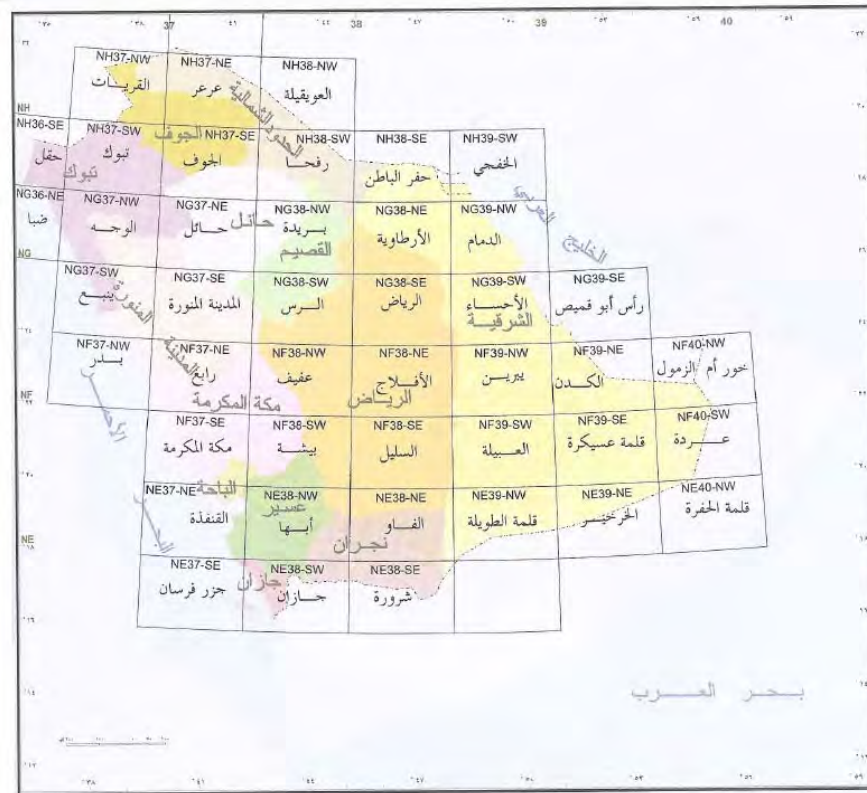 37 38 39 40
NH37-NW NH37-NE NH38-NW
القريات عرعر العويقيلة
NH
الحدود الشمالية
NH36-SE NH37-SW NH37-SE NH38-SW NH38-SE NH39-SW
الجوف
حقل تبوك الجوف رفحا حفر الباطن الخفجي
تبوك
NG36-NE NG37-NW NG37-NE NG38-NW NG38-NE NG39-NW
ضبا الوجه حائل بريدة الأرطاوية الدمام
حائل
القصيم
الخليج العربي
NG
NG37-SW NG37-SE NG38-SW NG38-SE NG39-SW NG39-SE
ينبع المدينة المنورة الرس الرياض الأحساء رأس أبو قميص
الشرقية
المدينة المنورة
NF37-NW NF37-NE NF38-NW NF38-NE NF39-NW NF39-NE NF40-NW
بدر رابغ عفيف الأفلاج يبرين الكدن خور أم الزمول
NF
مكة المكرمة
الرياض
NF37-SE NF38-SW NF38-SE NF39-SW NF39-SE NF40-SW
مكة المكرمة بيشة السليل العبيلة قلمة عسيكرة عردة
البحر الأحمر
الباحة
NE37-NE NE38-NW NE38-NE NE39-NW NE39-NE NE40-NW
عسير
القنفذة أبها الفاو قلمة الطويلة الخرخير قلمة الحفرة
NE
نجران
NE37-SE NE38-SW NE38-SE
جازان
جزر فرسان جازان شرورة
بحر العرب